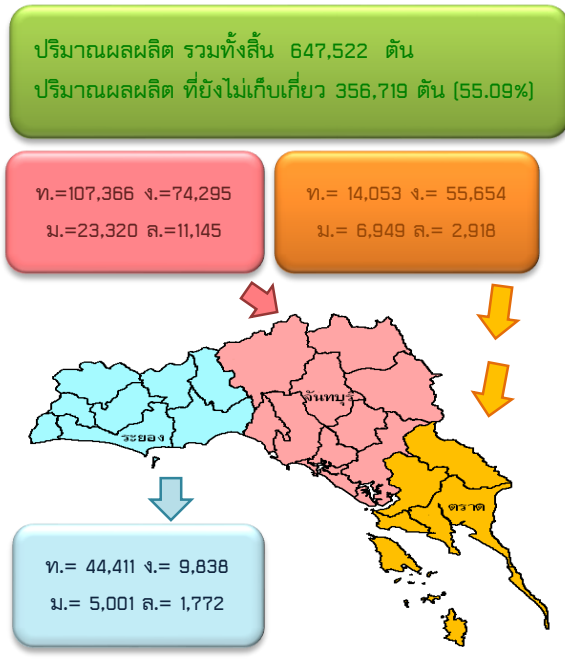 ปริมาณผลผลิต รวมทั้งสิ้น 647,522 ตัน
ปริมาณผลผลิต ที่ยังไม่เก็บเกี่ยว 356,719 ตัน (55.09%)
ท.=107,366 ง.=74,295
ม.=23,320 ล.=11,145
ท.= 14,053 ง.= 55,654
ม.= 6,949 ล.= 2,918
จันทบุรี
ระยอง
ตราด
ท.= 44,411 ง.= 9,838
ม.= 5,001 ล.= 1,772